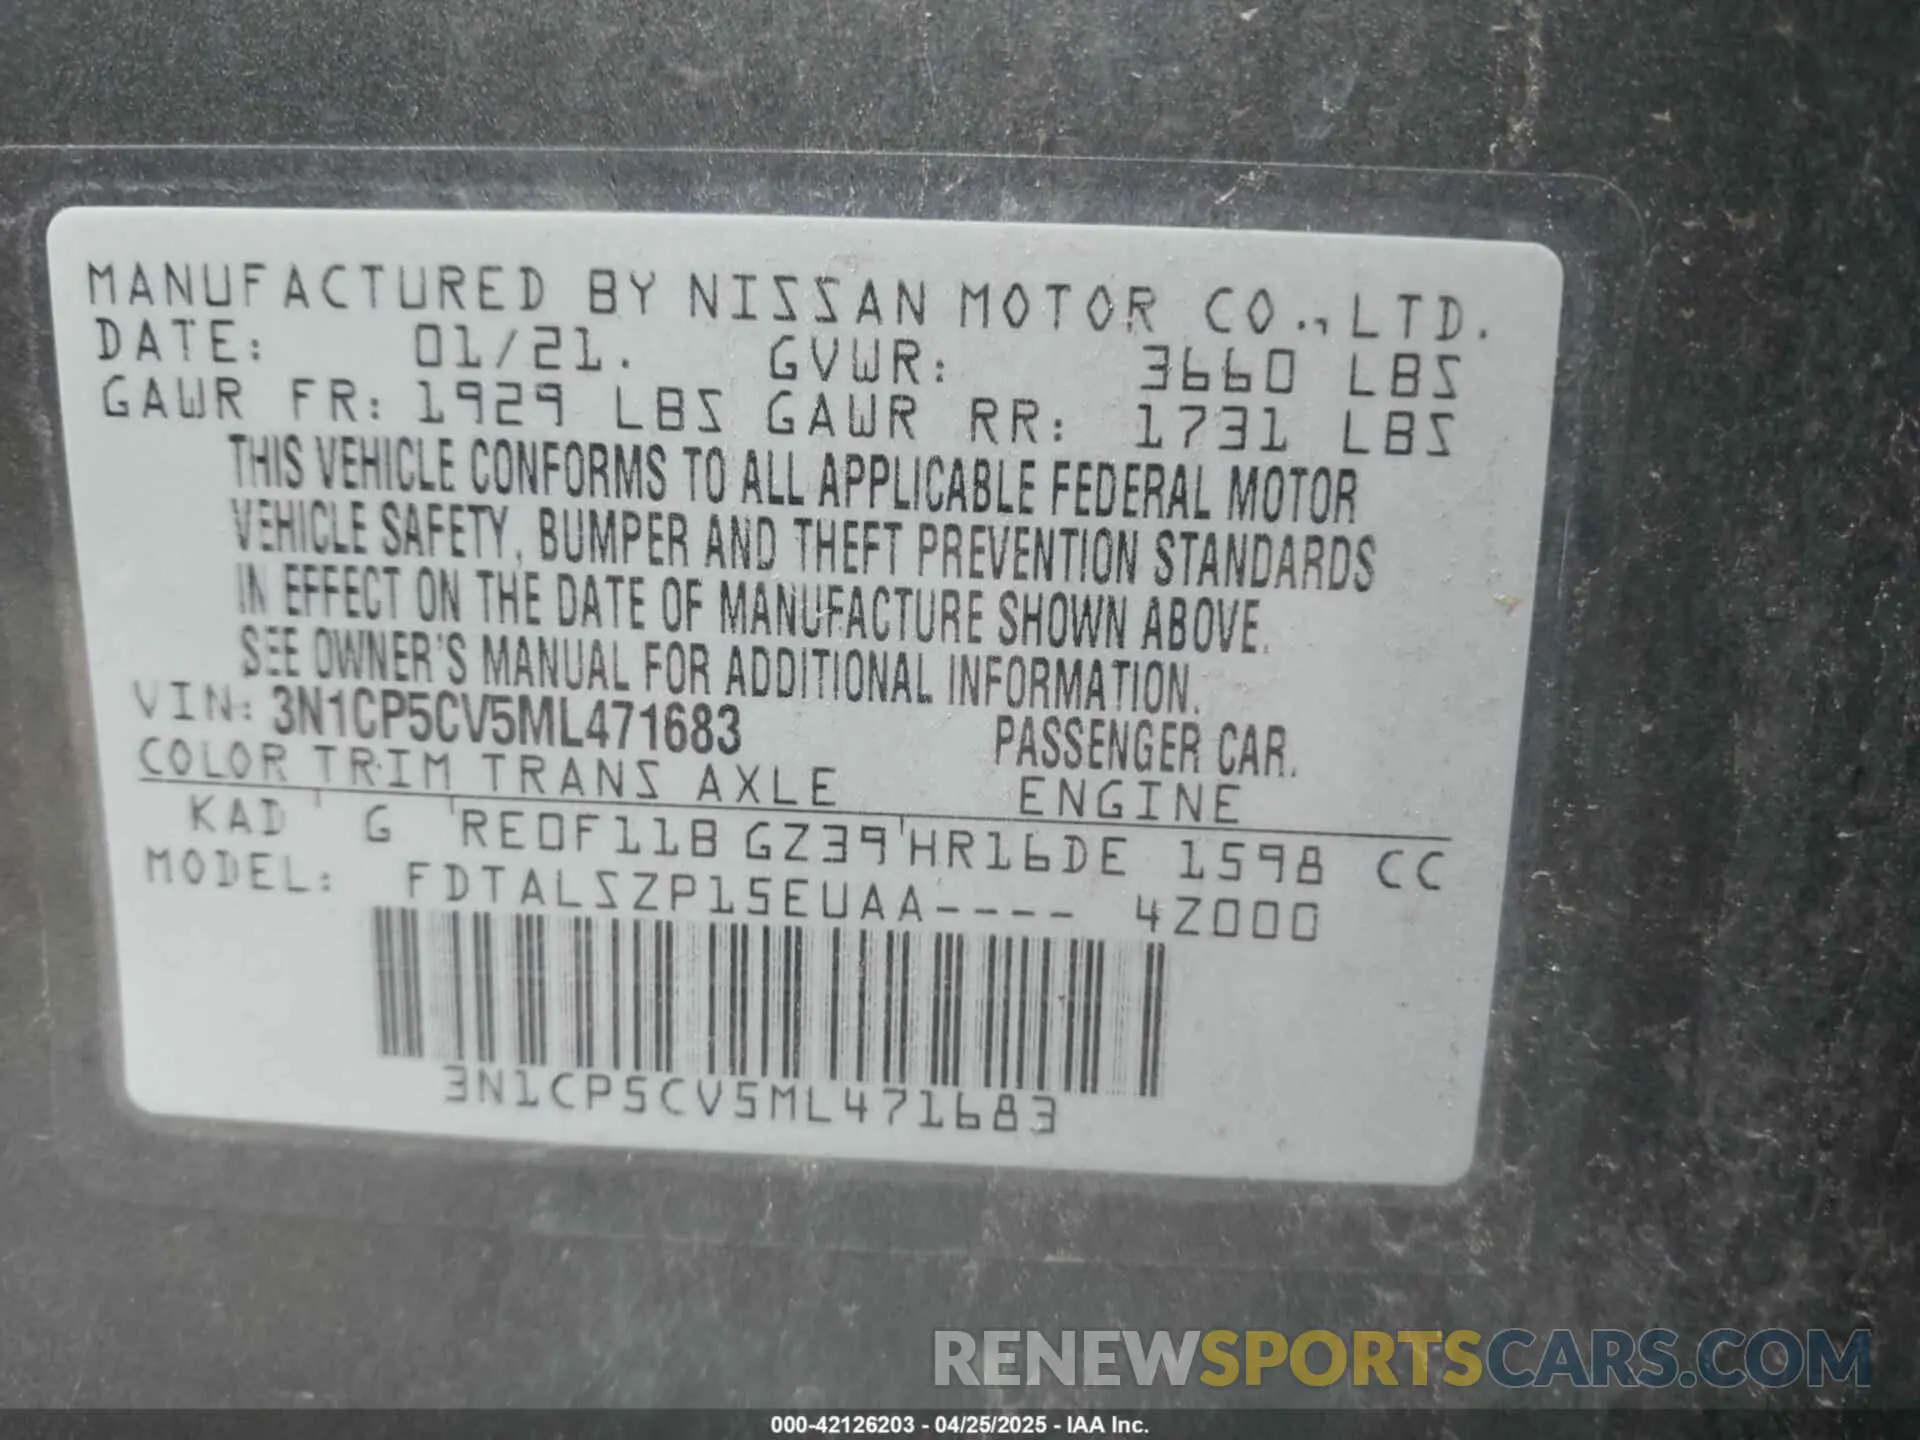 MANUFACTURED BY NISSAN MOTOR CO., LTD.
DATE: 01/21. GVWR: 3660 LBS
GAWR FR: 1929 LBS GAWR RR: 1731 LBS
THIS VEHICLE CONFORMS TO ALL APPLICABLE FEDERAL MOTOR
VEHICLE SAFETY, BUMPER AND THEFT PREVENTION STANDARDS
IN EFFECT ON THE DATE OF MANUFACTURE SHOWN ABOVE.
SEE OWNER'S MANUAL FOR ADDITIONAL INFORMATION.
VIN: 3N1CP5CV5ML471683 PASSENGER CAR.
COLOR TRIM TRANS AXLE ENGINE
KAD G RE0F11B GZ39 HR16DE 1598 CC
MODEL: FDTALSZP15EUAA---- 4Z000
3N1CP5CV5ML471683
RENEWSPORTSCARS.COM
000-42126203 - 04/25/2025 - IAA Inc.